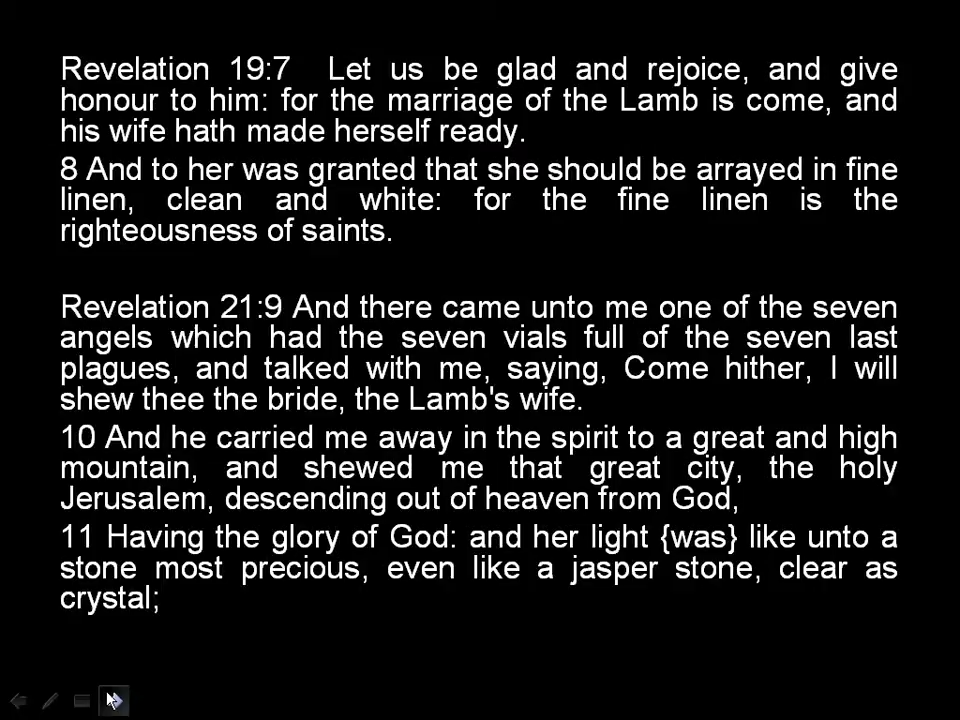 Revelation 19:7 Let us be glad and rejoice, and give
honour to him: for the marriage of the Lamb is come, and
his wife hath made herself ready.
8 And to her was granted that she should be arrayed in fine
linen, clean and white: for the fine linen is the
righteousness of saints.
Revelation 21:9 And there came unto me one of the seven
angels which had the seven vials full of the seven last
plagues, and talked with me, saying, Come hither, I will
shew thee the bride, the Lamb's wife.
10 And he carried me away in the spirit to a great and high
mountain, and shewed me that great city, the holy
Jerusalem, descending out of heaven from God,
11 Having the glory of God: and her light {was} like unto a
stone most precious, even like a jasper stone, clear as
crystal;